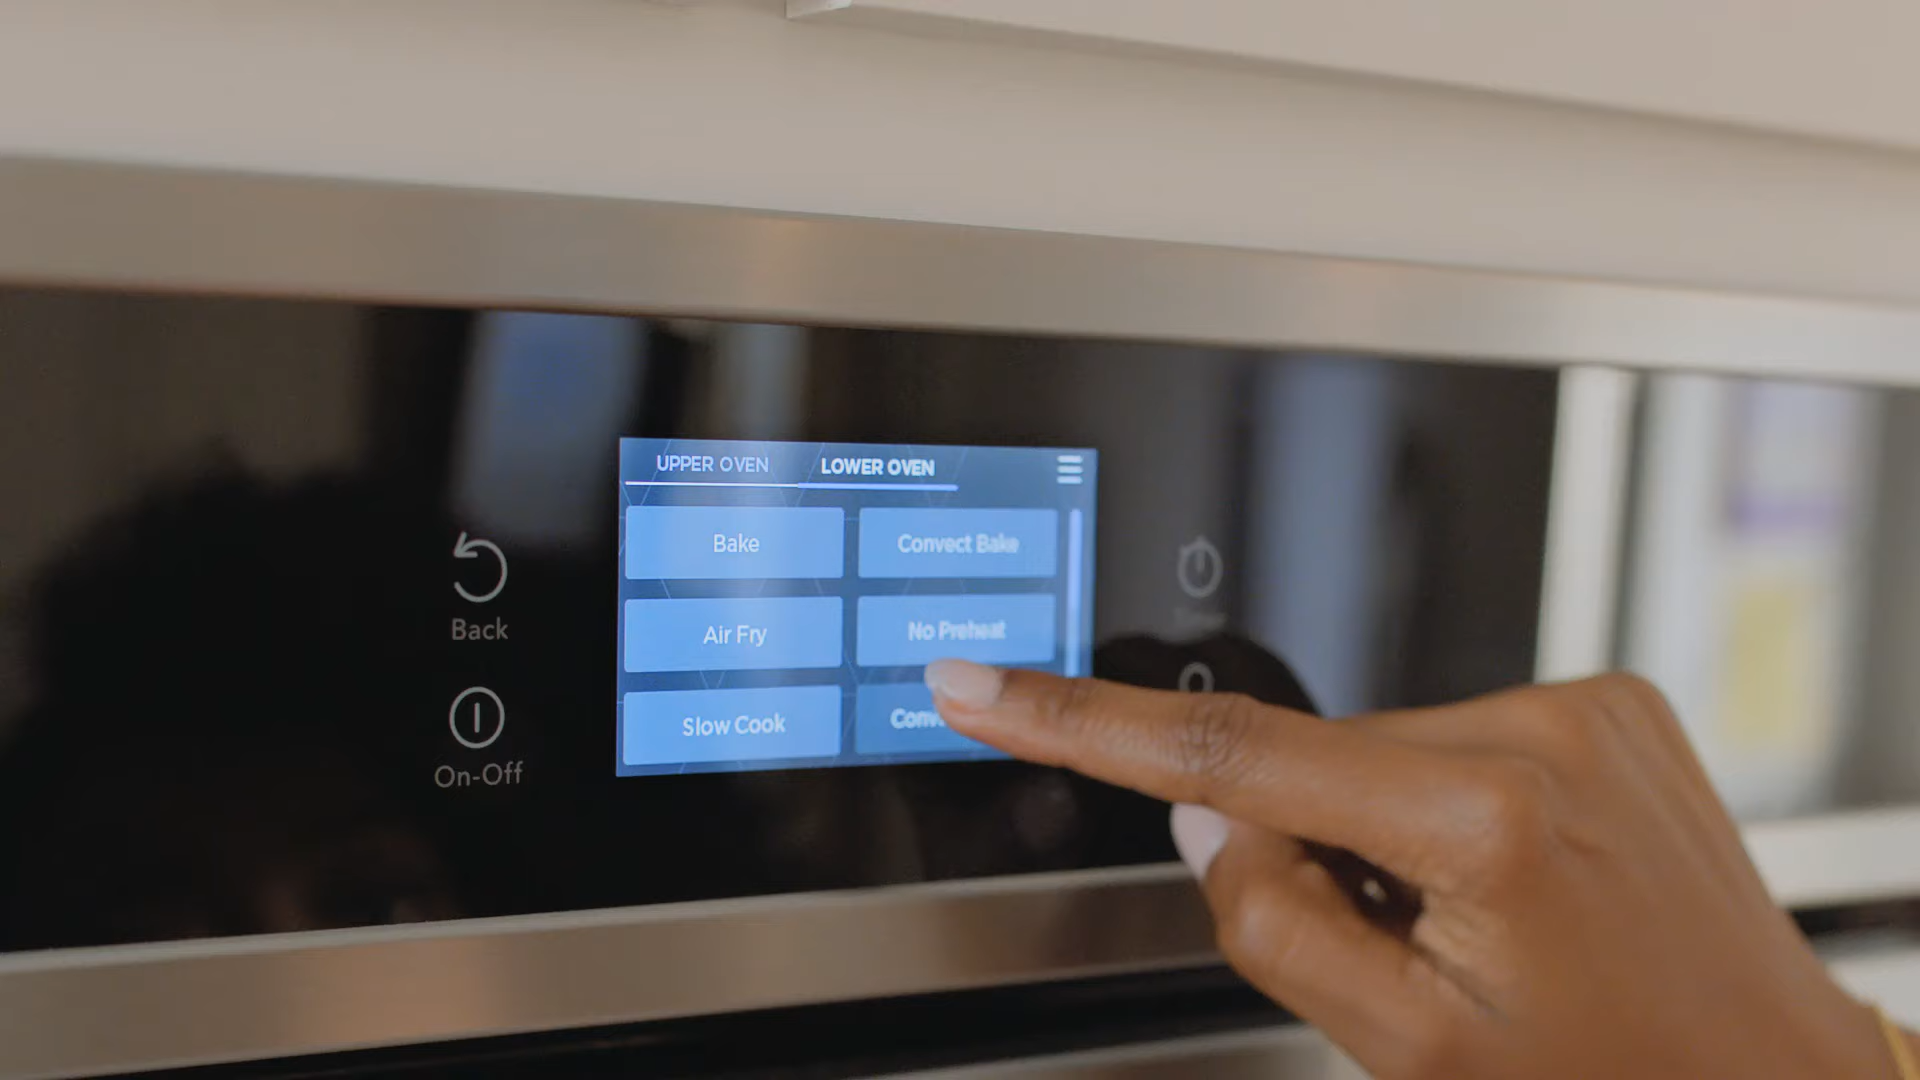 UPPER OVEN
LOWER OVEN
Bake
Convect Bake
Air Fry
No Preheat
Slow Cook
Back
On-Off